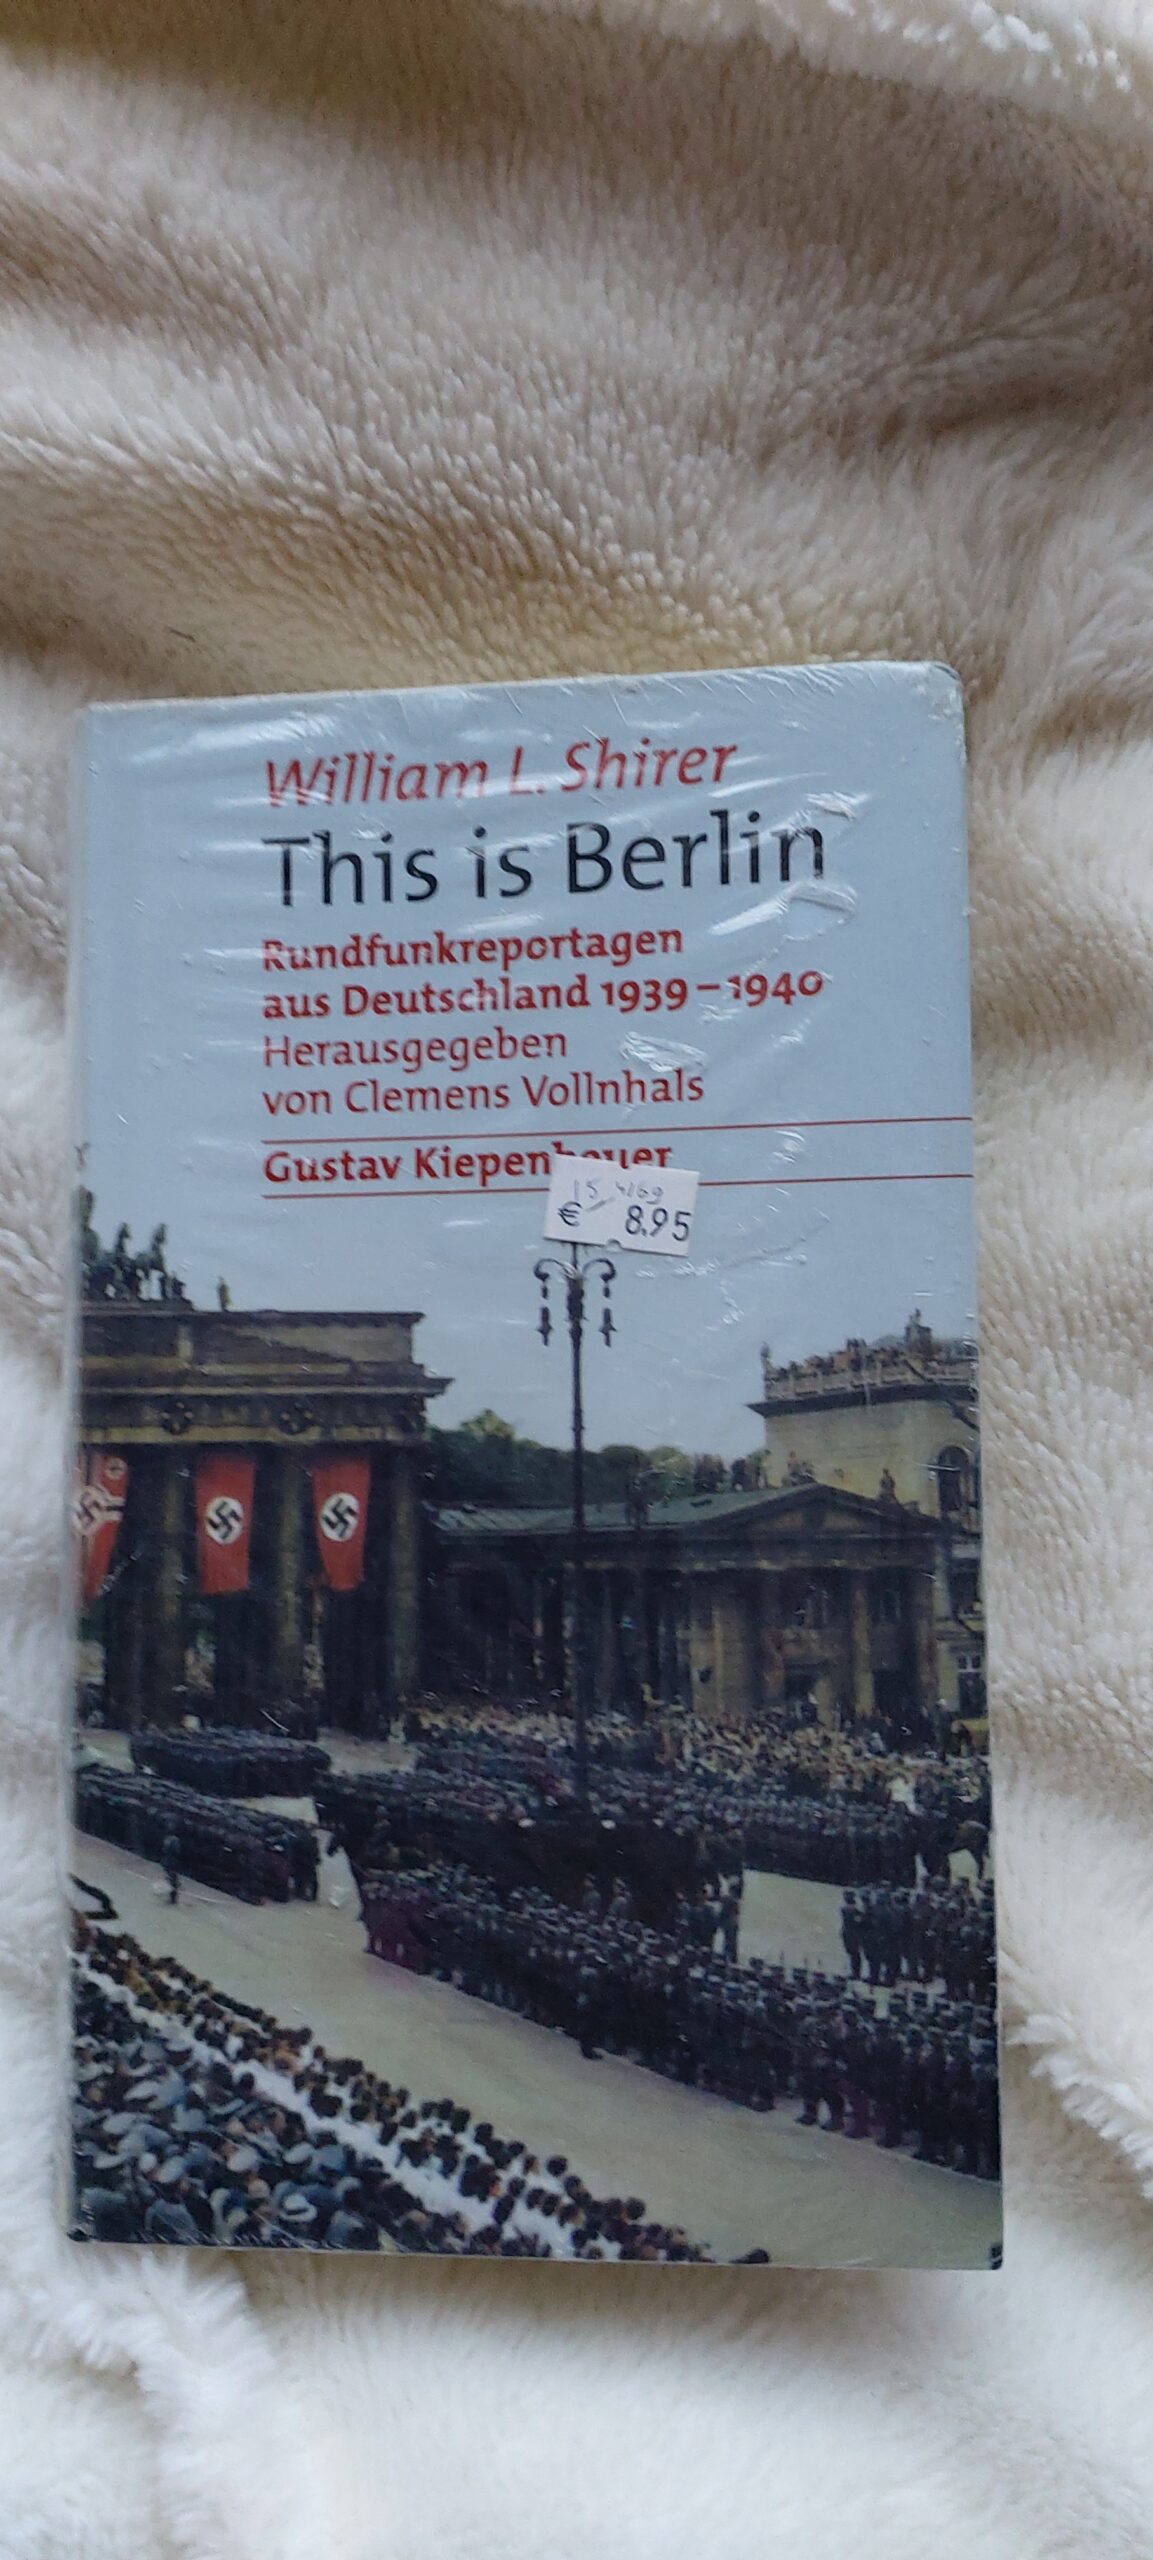 William L. Shirer
This is Berlin
Rundfunkreportagen
aus Deutschland 1939–1940
Herausgegeben
von Clemens Vollnhals
Gustav Kiepenheuer
€ 8.95